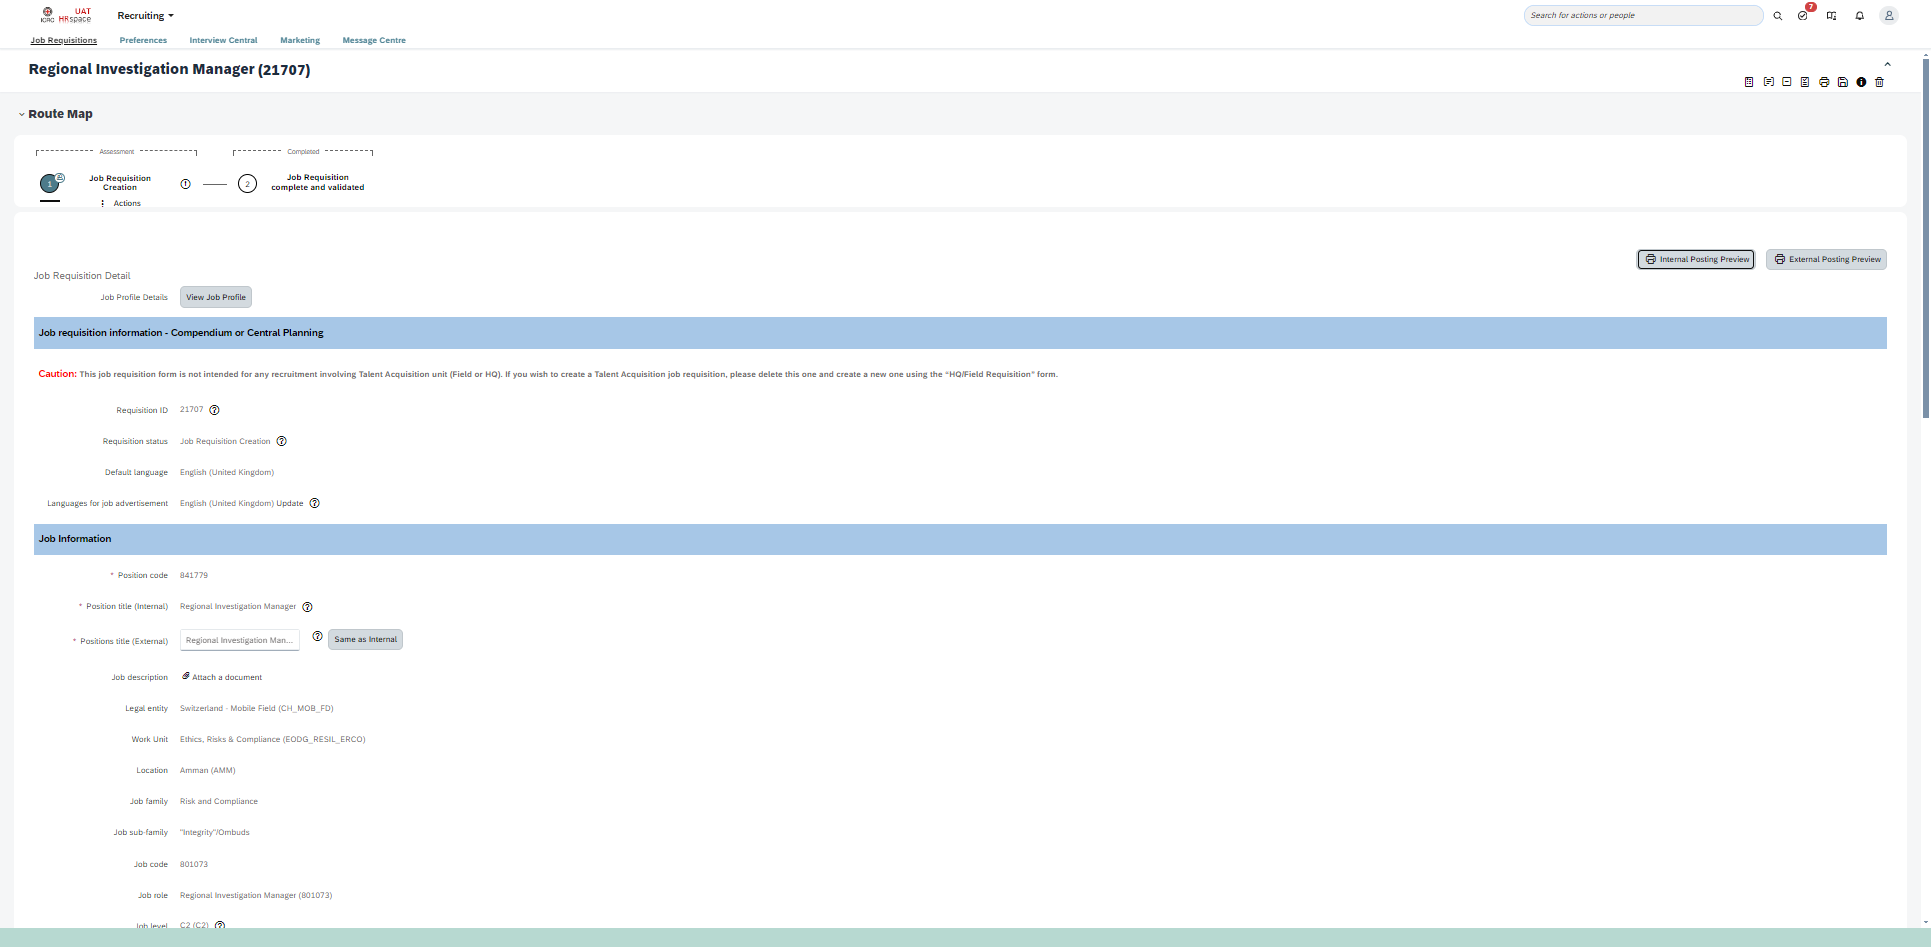 ICRC UAT
HRspace
Recruiting
Search for actions or people
7
Job Requisitions Preferences Interview Central Marketing Message Centre
Regional Investigation Manager (21707)
Route Map
Assessment Completed
1 Job Requisition Creation 1 2 Job Requisition complete and validated
Actions
Internal Posting Preview External Posting Preview
Job Requisition Detail
Job Profile Details View Job Profile
Job requisition information - Compendium or Central Planning
Caution: This job requisition form is not intended for any recruitment involving Talent Acquisition unit (Field or HQ). If you wish to create a Talent Acquisition job requisition, please delete this one and create a new one using the "HQ/Field Requisition" form.
Requisition ID 21707
Requisition status Job Requisition Creation
Default language English (United Kingdom)
Languages for job advertisement English (United Kingdom) Update
Job Information
* Position code 841779
* Position title (Internal) Regional Investigation Manager
* Positions title (External) Regional Investigation Man... Same as Internal
Job description Attach a document
Legal entity Switzerland - Mobile Field (CH_MOB_FD)
Work Unit Ethics, Risks & Compliance (EODG_RESIL_ERCO)
Location Amman (AMM)
Job family Risk and Compliance
Job sub-family "Integrity"/Ombuds
Job code 801073
Job role Regional Investigation Manager (801073)
Job level C2 (C2)